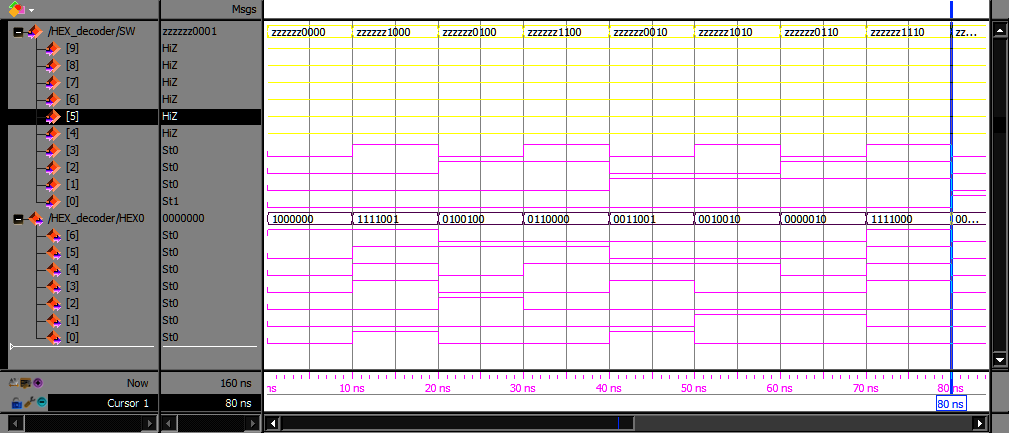 Msgs
/HEX_decoder/SW zzzzzz0001 zzzzzz0000 zzzzzz1000 zzzzzz0100 zzzzzz1100 zzzzzz0010 zzzzzz1010 zzzzzz0110 zzzzzz1110 zz...
[9] HiZ
[8] HiZ
[7] HiZ
[6] HiZ
[5] HiZ
[4] HiZ
[3] St0
[2] St0
[1] St0
[0] St1
/HEX_decoder/HEX0 0000000 1000000 1111001 0100100 0110000 0011001 0010010 0000010 1111000 00...
[6] St0
[5] St0
[4] St0
[3] St0
[2] St0
[1] St0
[0] St0
Now 160 ns ns 10 ns 20 ns 30 ns 40 ns 50 ns 60 ns 70 ns 80 ns
Cursor 1 80 ns 80 ns